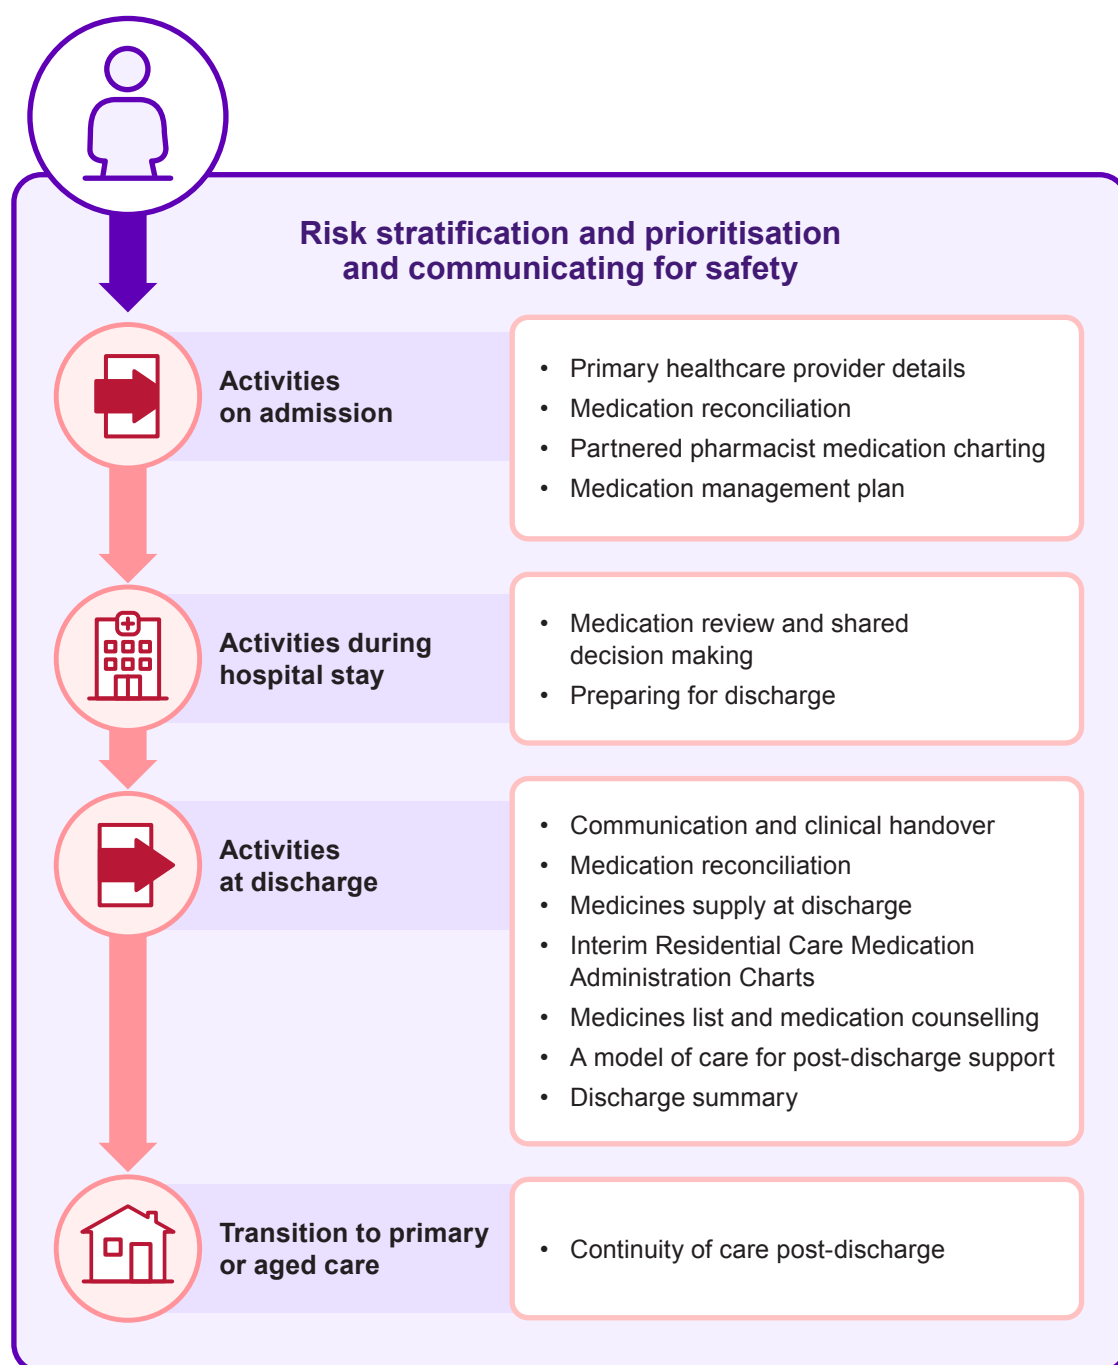 Risk stratification and prioritisation
and communicating for safety
Activities
on admission
• Primary healthcare provider details
• Medication reconciliation
• Partnered pharmacist medication charting
• Medication management plan
Activities during
hospital stay
• Medication review and shared
decision making
• Preparing for discharge
Activities
at discharge
• Communication and clinical handover
• Medication reconciliation
• Medicines supply at discharge
• Interim Residential Care Medication
Administration Charts
• Medicines list and medication counselling
• A model of care for post-discharge support
• Discharge summary
Transition to primary
or aged care
• Continuity of care post-discharge